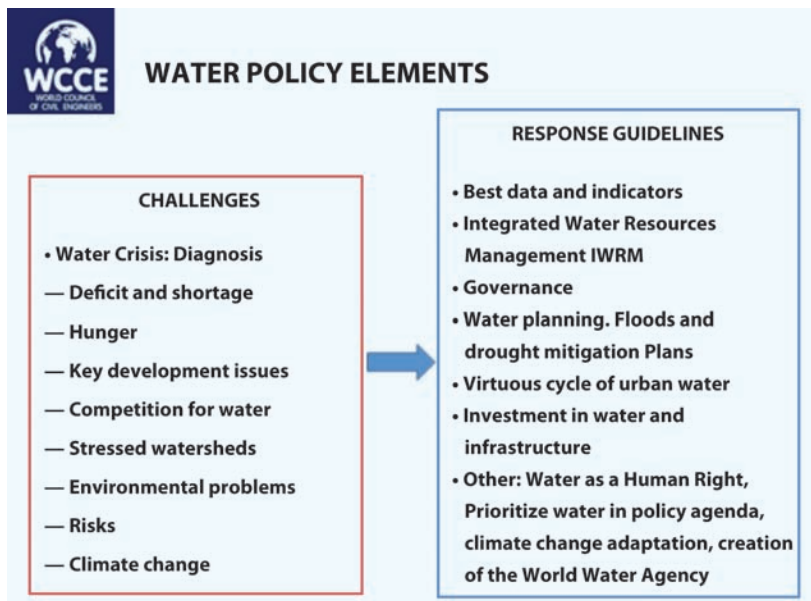 WCCE
WORLD COUNCIL
OF CIVIL ENGINEERS
WATER POLICY ELEMENTS
CHALLENGES
• Water Crisis: Diagnosis
— Deficit and shortage
— Hunger
— Key development issues
— Competition for water
— Stressed watersheds
— Environmental problems
— Risks
— Climate change
RESPONSE GUIDELINES
• Best data and indicators
• Integrated Water Resources
Management IWRM
• Governance
• Water planning. Floods and
drought mitigation Plans
• Virtuous cycle of urban water
• Investment in water and
infrastructure
• Other: Water as a Human Right,
Prioritize water in policy agenda,
climate change adaptation, creation
of the World Water Agency